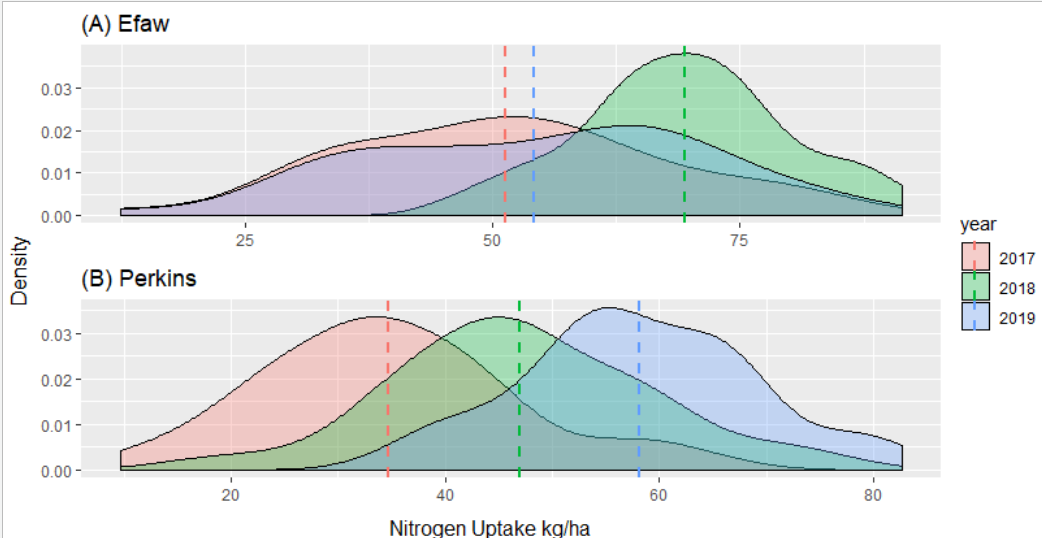 (A) Efaw
0.03
0.02
0.01
0.00
25 50 75
(B) Perkins
0.03
0.02
0.01
0.00
20 40 60 80
Density
Nitrogen Uptake kg/ha
year
2017
2018
2019